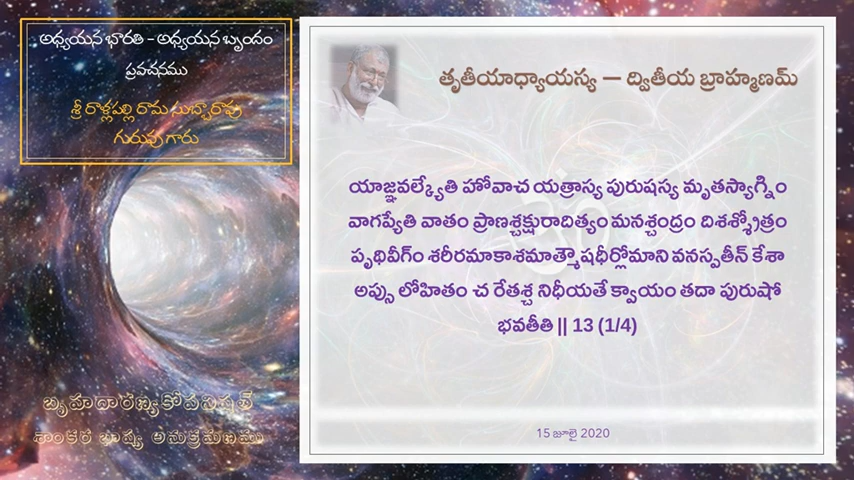 అధ్యయన భారతి - అధ్యయన బృందం
ప్రవచనము
శ్రీ రాళ్లపల్లి రామ సుబ్బారావు
గురువు గారు
తృతీయాధ్యాయస్య — ద్వితీయ బ్రాహ్మణమ్
యాజ్ఞవల్క్యేతి హోవాచ యత్రాస్య పురుషస్య మృతస్యాగ్నిం
వాగప్యేతి వాతం ప్రాణశ్చక్షురాదిత్యం మనశ్చంద్రం దిశశ్శ్రోత్రం
పృథివీగ్ం శరీరమాకాశమాత్మౌషధీర్లోమాని వనస్పతీన్ కేశా
అప్సు లోహితం చ రేతశ్చ నిధీయతే క్వాయం తదా పురుషో
భవతీతి || 13 (1/4)
బృహదారణ్యకోపనిషత్
శాంకర భాష్య అనుక్రమణము
15 జూలై 2020